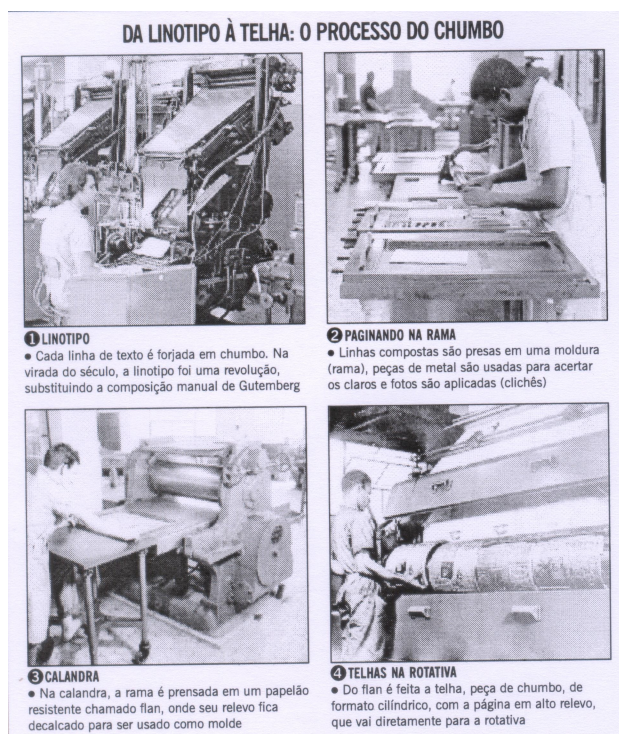 DA LINOTIPO À TELHA: O PROCESSO DO CHUMBO
❶ LINOTIPO
● Cada linha de texto é forjada em chumbo. Na
virada do século, a linotipo foi uma revolução,
substituindo a composição manual de Gutemberg
❷ PAGINANDO NA RAMA
● Linhas compostas são presas em uma moldura
(rama), peças de metal são usadas para acertar
os claros e fotos são aplicadas (clichês)
❸ CALANDRA
● Na calandra, a rama é prensada em um papelão
resistente chamado flan, onde seu relevo fica
decalcado para ser usado como molde
❹ TELHAS NA ROTATIVA
● Do flan é feita a telha, peça de chumbo, de
formato cilíndrico, com a página em alto relevo,
que vai diretamente para a rotativa